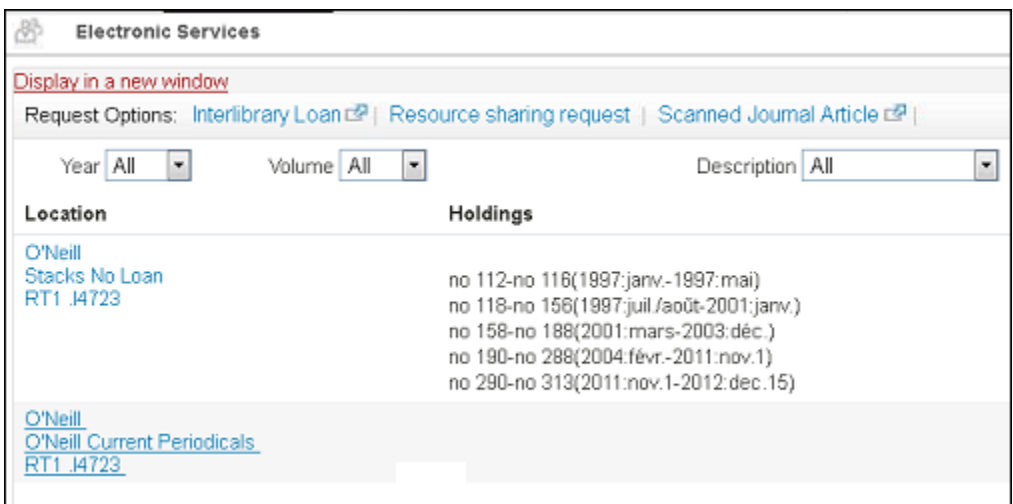 Electronic Services
Display in a new window
Request Options: Interlibrary Loan | Resource sharing request | Scanned Journal Article |
Year All Volume All Description All
Location Holdings
O'Neill
Stacks No Loan
RT1 .I4723
no 112-no 116(1997:janv.-1997:mai)
no 118-no 156(1997:juil./août-2001:janv.)
no 158-no 188(2001:mars-2003:déc.)
no 190-no 288(2004:févr.-2011:nov.1)
no 290-no 313(2011:nov.1-2012:dec.15)
O'Neill
O'Neill Current Periodicals
RT1 .I4723